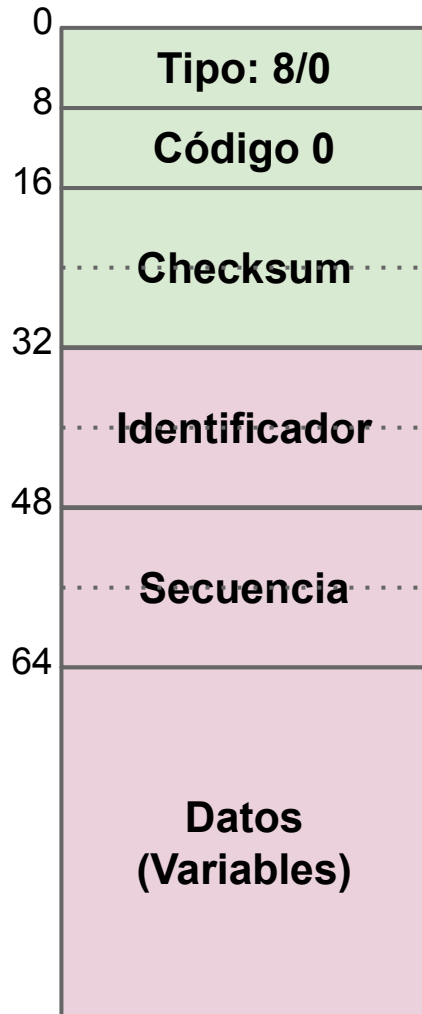 0
Tipo: 8/0
8
Código 0
16
Checksum
32
Identificador
48
Secuencia
64
Datos
(Variables)